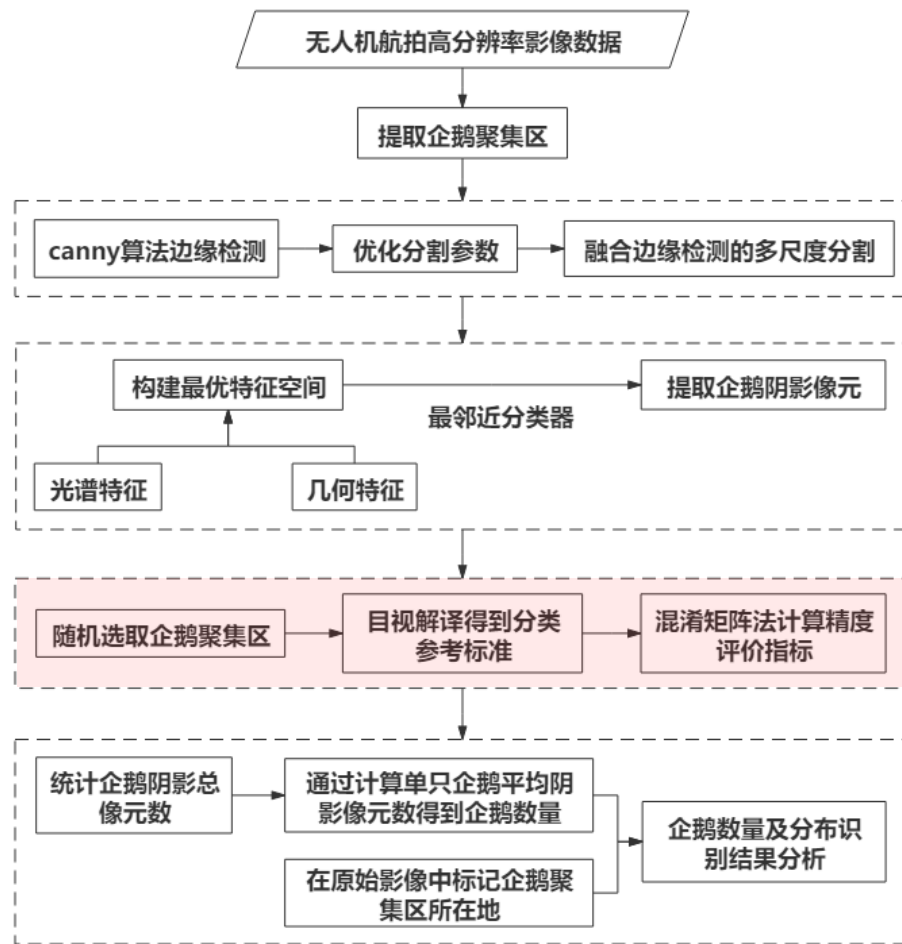 无人机航拍高分辨率影像数据
提取企鹅聚集区
canny算法边缘检测
优化分割参数
融合边缘检测的多尺度分割
构建最优特征空间
提取企鹅阴影像元
最邻近分类器
光谱特征
几何特征
随机选取企鹅聚集区
目视解译得到分类
参考标准
混淆矩阵法计算精度
评价指标
统计企鹅阴影总
像元数
通过计算单只企鹅平均阴
影像元数得到企鹅数量
企鹅数量及分布识
别结果分析
在原始影像中标记企鹅聚
集区所在地